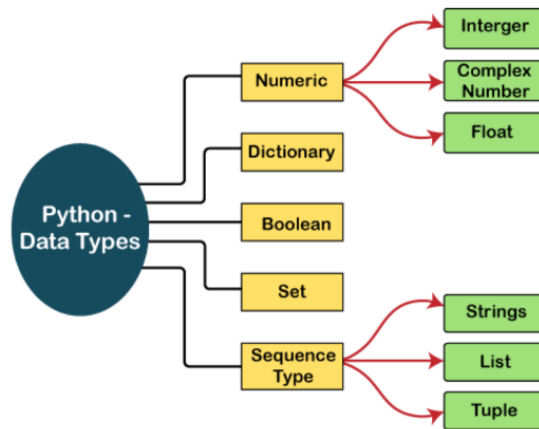 Python -
Data Types
Numeric
Dictionary
Boolean
Set
Sequence
Type
Interger
Complex
Number
Float
Strings
List
Tuple